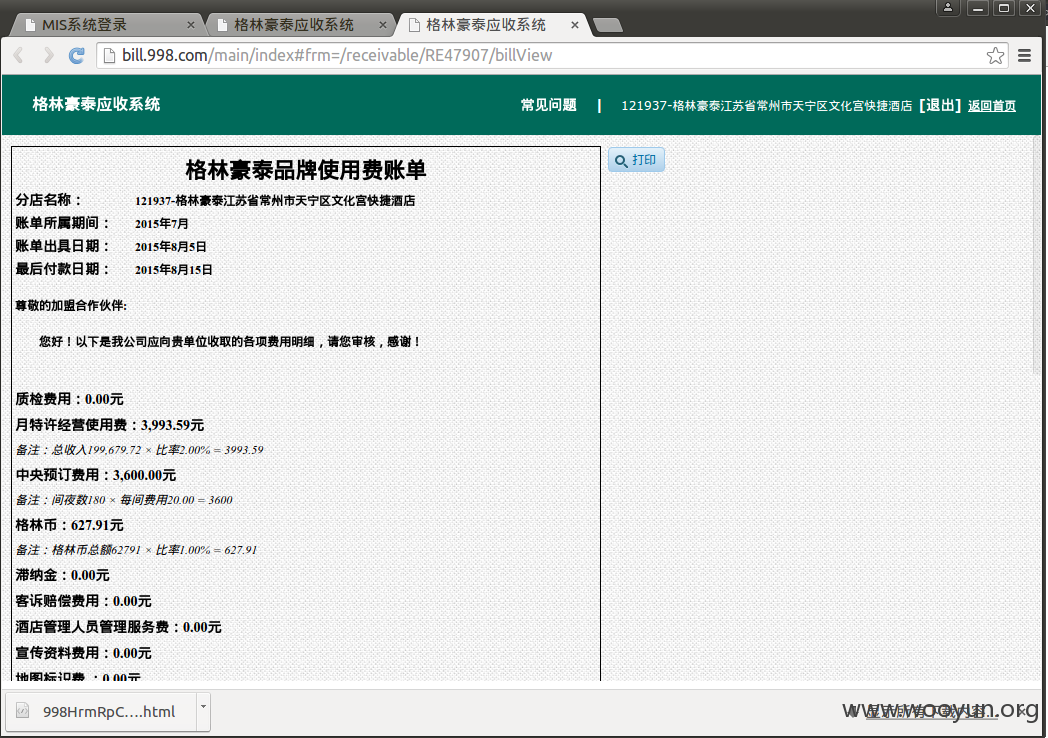 MIS系统登录
格林豪泰应收系统
格林豪泰应收系统
bill.998.com/main/index#frm=/receivable/RE47907/billView
格林豪泰应收系统
常见问题 | 121937-格林豪泰江苏省常州市天宁区文化宫快捷酒店 [退出] 返回首页
格林豪泰品牌使用费账单
打印
分店名称： 121937-格林豪泰江苏省常州市天宁区文化宫快捷酒店
账单所属期间： 2015年7月
账单出具日期： 2015年8月5日
最后付款日期： 2015年8月15日
尊敬的加盟合作伙伴:
您好！以下是我公司应向贵单位收取的各项费用明细，请您审核，感谢！
质检费用：0.00元
月特许经营使用费：3,993.59元
备注：总收入199,679.72 × 比率2.00% = 3993.59
中央预订费用：3,600.00元
备注：间夜数180 × 每间费用20.00 = 3600
格林币：627.91元
备注：格林币总额62791 × 比率1.00% = 627.91
滞纳金：0.00元
客诉赔偿费用：0.00元
酒店管理人员管理服务费：0.00元
宣传资料费用：0.00元
地图标识费 ：0.00元
998HrmRpC....html
显示所有下载内容...
www.wooyun.org